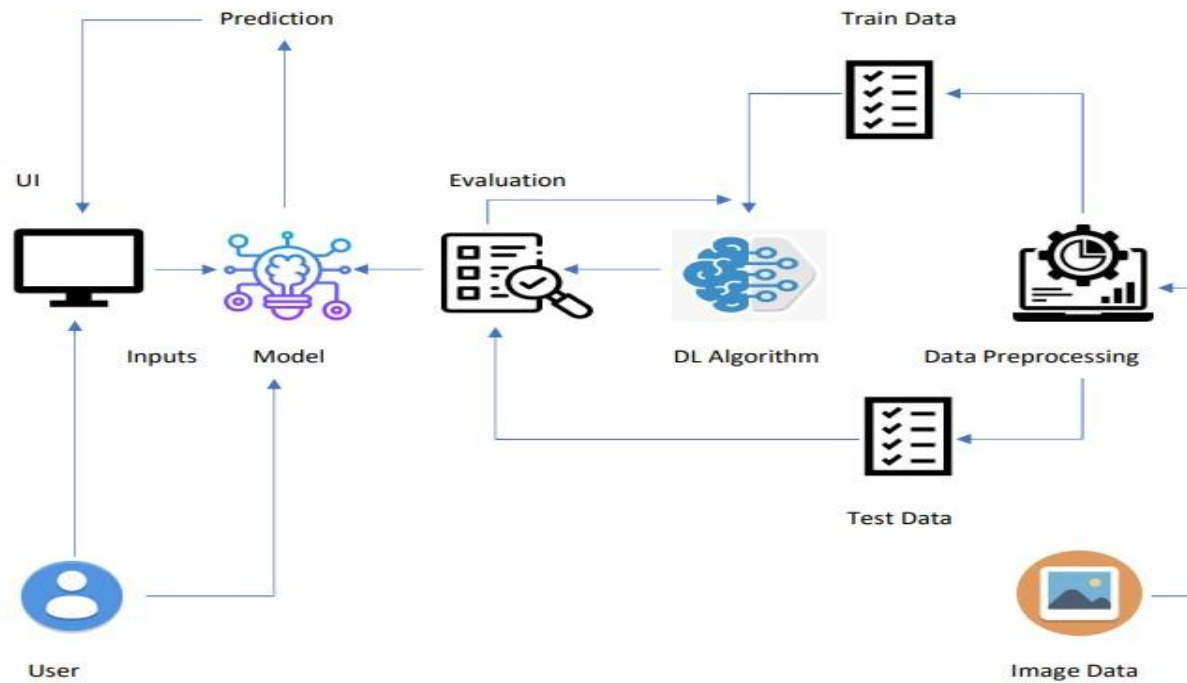 Prediction
Train Data
UI
Evaluation
Inputs
Model
DL Algorithm
Data Preprocessing
Test Data
User
Image Data